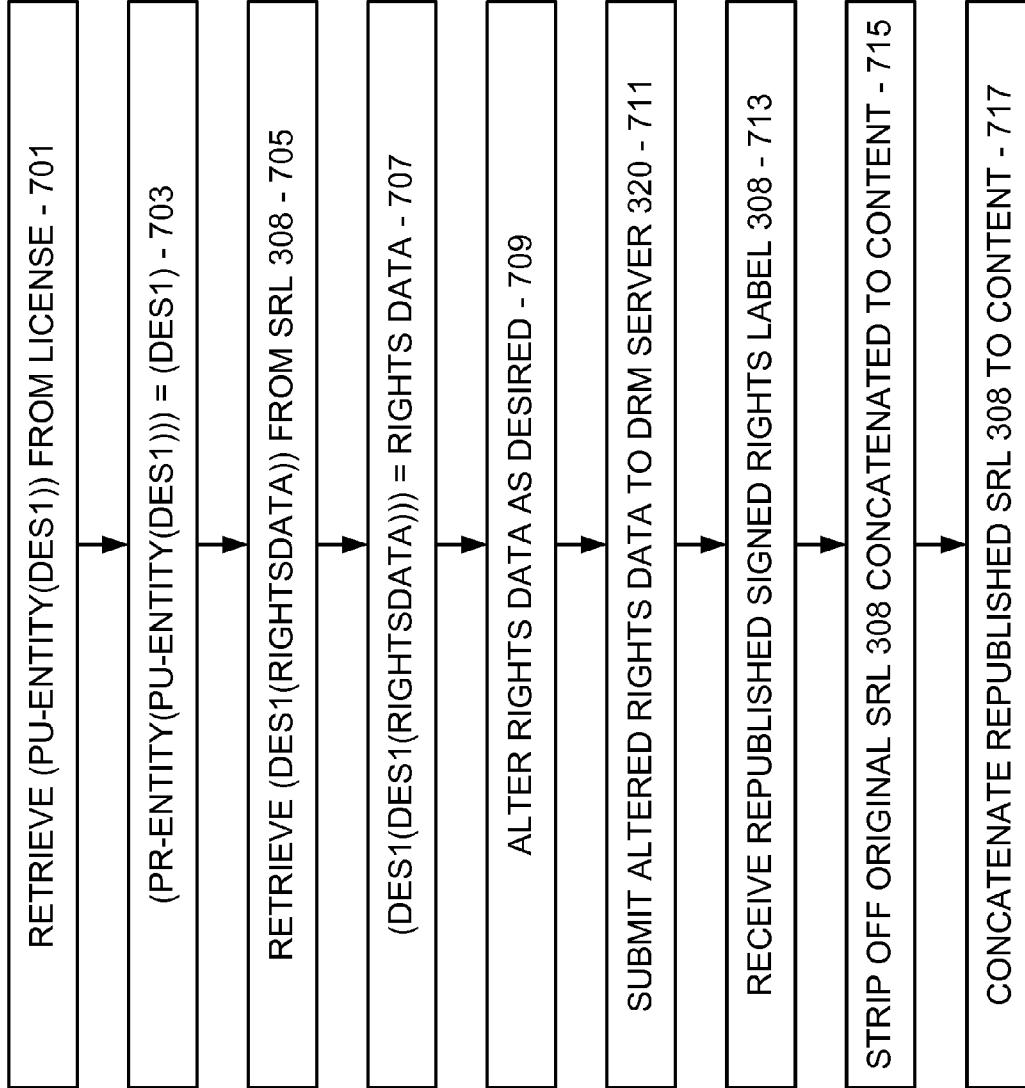 RETRIEVE (PU-ENTITY(DES1)) FROM LICENSE - 701
(PR-ENTITY(PU-ENTITY(DES1))) = (DES1) - 703
RETRIEVE (DES1(RIGHTSDATA)) FROM SRL 308 - 705
(DES1(DES1(RIGHTSDATA))) = RIGHTS DATA - 707
ALTER RIGHTS DATA AS DESIRED - 709
SUBMIT ALTERED RIGHTS DATA TO DRM SERVER 320 - 711
RECEIVE REPUBLISHED SIGNED RIGHTS LABEL 308 - 713
STRIP OFF ORIGINAL SRL 308 CONCATENATED TO CONTENT - 715
CONCATENATE REPUBLISHED SRL 308 TO CONTENT - 717